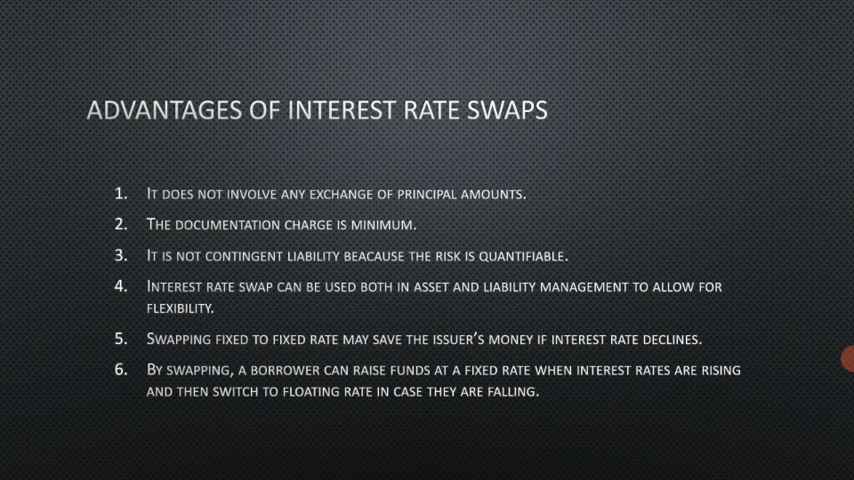 ADVANTAGES OF INTEREST RATE SWAPS
1. IT DOES NOT INVOLVE ANY EXCHANGE OF PRINCIPAL AMOUNTS.
2. THE DOCUMENTATION CHARGE IS MINIMUM.
3. IT IS NOT CONTINGENT LIABILITY BEACAUSE THE RISK IS QUANTIFIABLE.
4. INTEREST RATE SWAP CAN BE USED BOTH IN ASSET AND LIABILITY MANAGEMENT TO ALLOW FOR
FLEXIBILITY.
5. SWAPPING FIXED TO FIXED RATE MAY SAVE THE ISSUER'S MONEY IF INTEREST RATE DECLINES.
6. BY SWAPPING, A BORROWER CAN RAISE FUNDS AT A FIXED RATE WHEN INTEREST RATES ARE RISING
AND THEN SWITCH TO FLOATING RATE IN CASE THEY ARE FALLING.